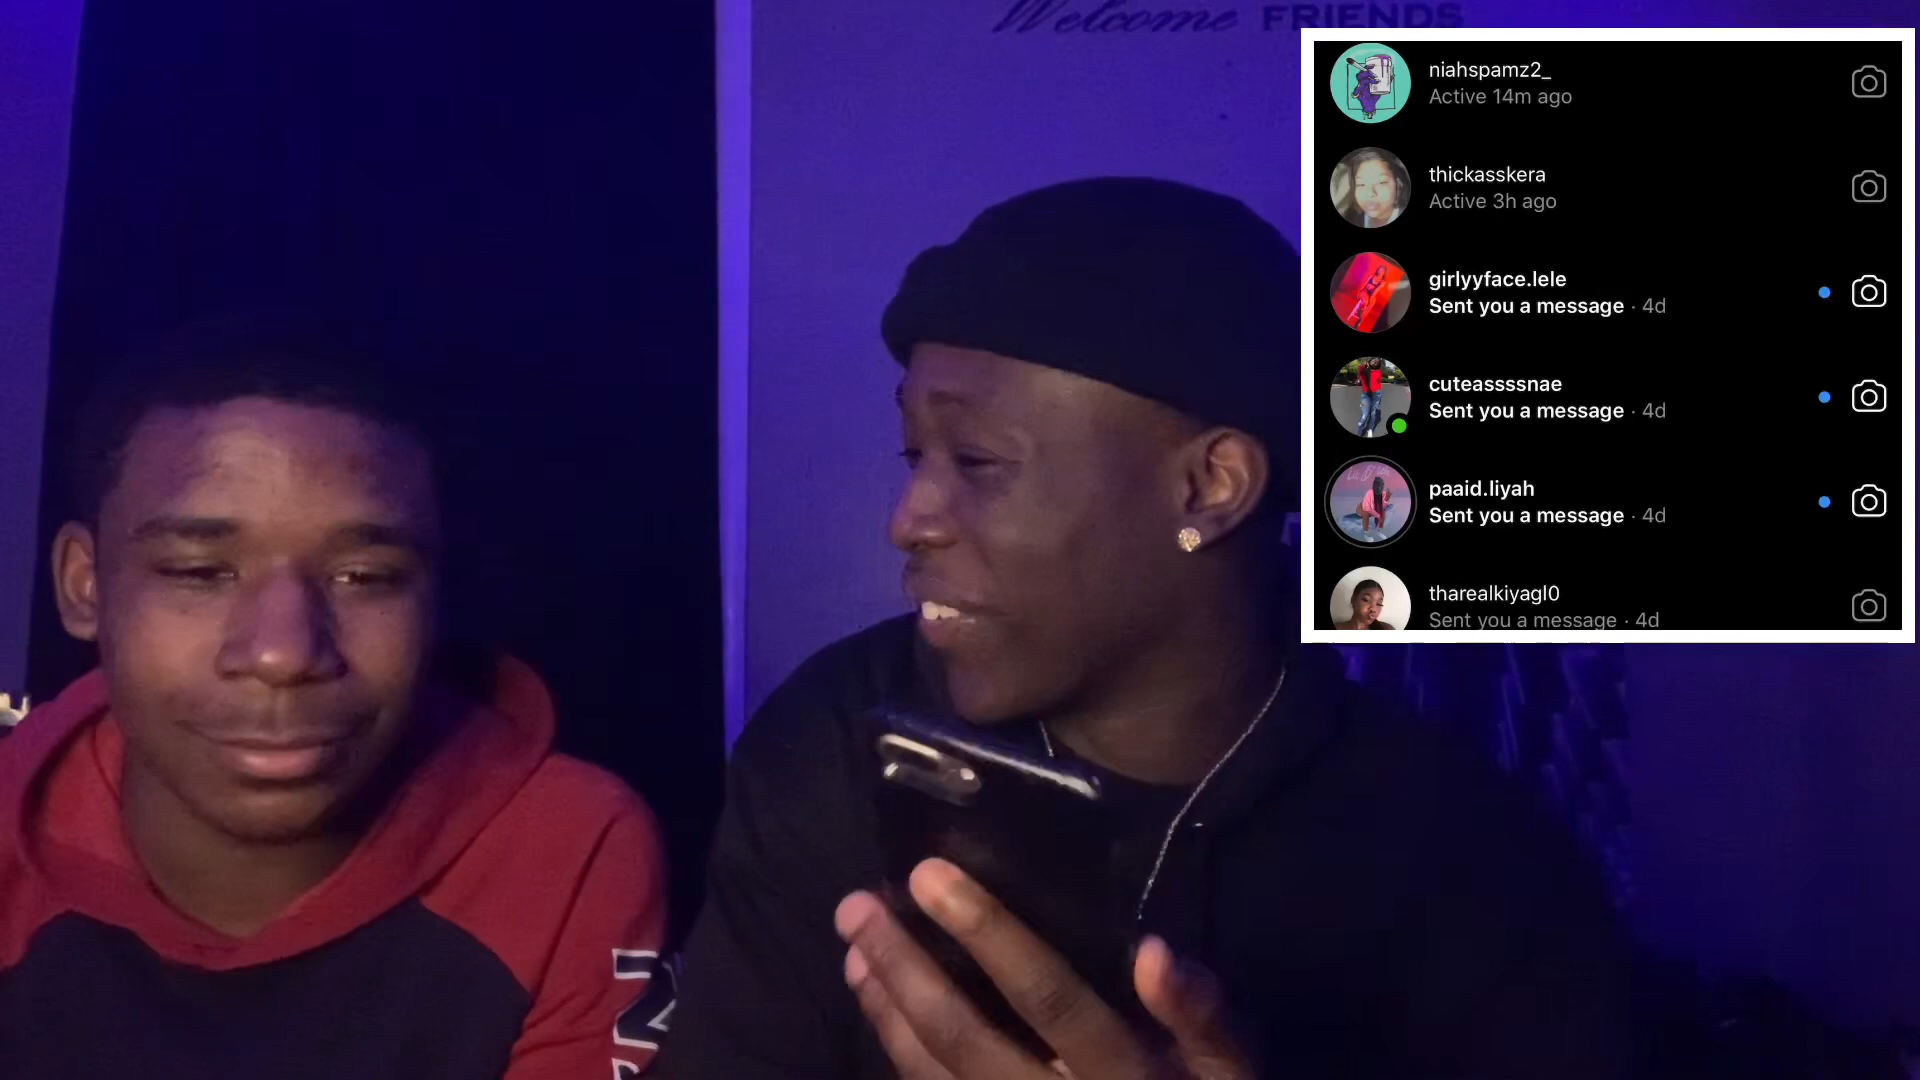 Welcome FRIENDS
niahspamz2_
Active 14m ago
thickasskera
Active 3h ago
girlyyface.lele
Sent you a message · 4d
cuteassssnae
Sent you a message · 4d
paaid.liyah
Sent you a message · 4d
tharealkiyagl0
Sent you a message · 4d